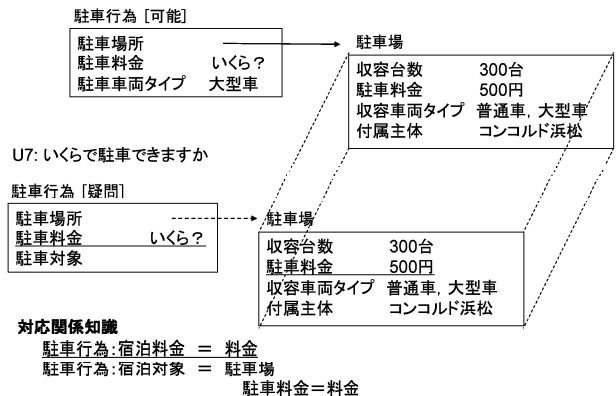 駐車行為 [可能]
駐車場所
駐車料金 いくら？
駐車車両タイプ 大型車
駐車場
収容台数 300台
駐車料金 500円
収容車両タイプ 普通車，大型車
付属主体 コンコルド浜松
U7: いくらで駐車できますか
駐車行為 [疑問]
駐車場所
駐車料金 いくら？
駐車対象
駐車場
収容台数 300台
駐車料金 500円
収容車両タイプ 普通車，大型車
付属主体 コンコルド浜松
対応関係知識
駐車行為:宿泊料金 ＝ 料金
駐車行為:宿泊対象 ＝ 駐車場
駐車料金＝料金